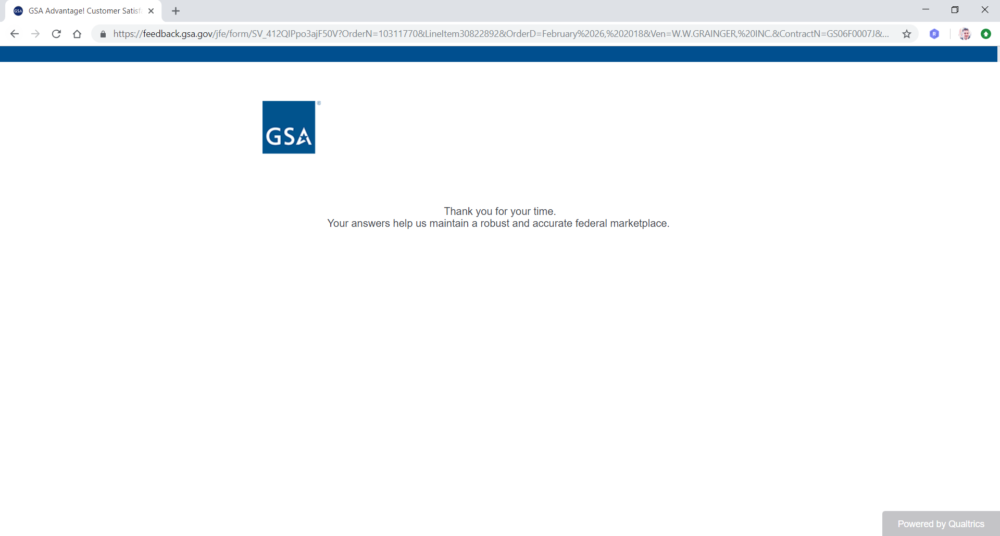 GSA GSA Advantage! Customer Satisf
https://feedback.gsa.gov/jfe/form/SV_412QIPpo3ajF50V?OrderN=10311770&LineItem30822892&OrderD=February%2026,%202018&Ven=W.W.GRAINGER,%20INC.&ContractN=GS06F0007J&... R
GSA ®
Thank you for your time.
Your answers help us maintain a robust and accurate federal marketplace.
Powered by Qualtrics